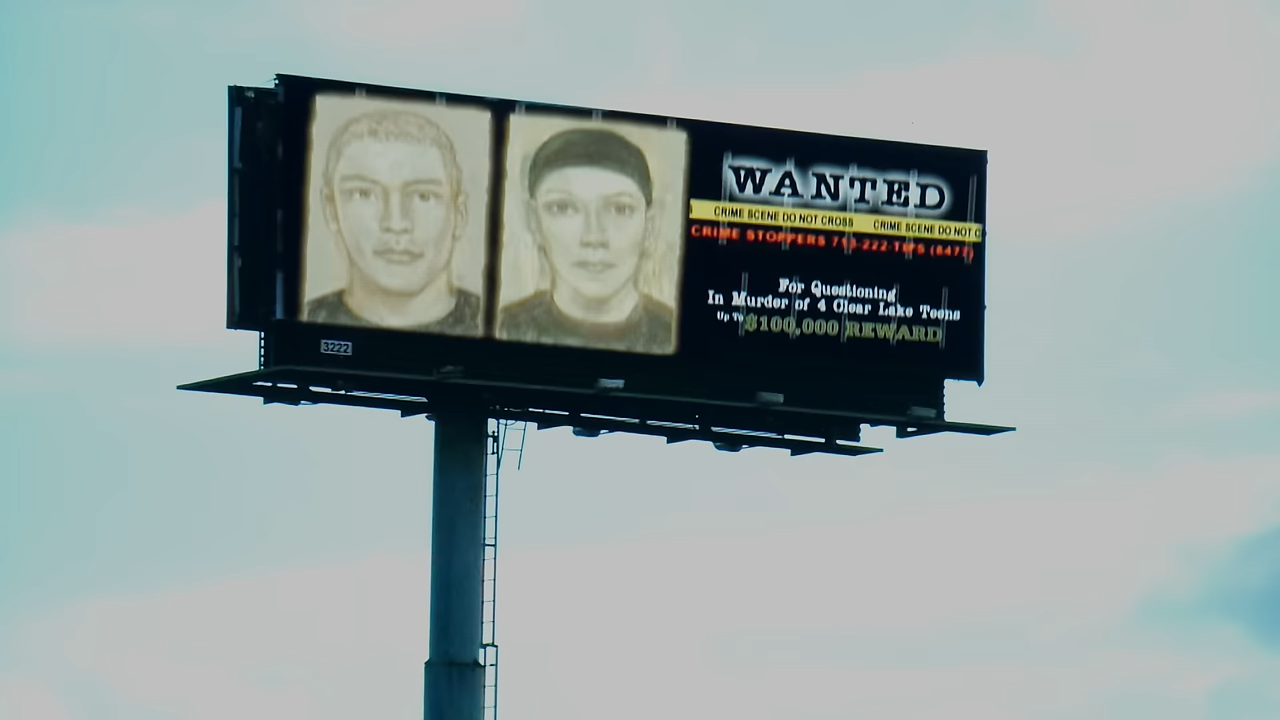 WANTED
CRIME SCENE DO NOT CROSS CRIME SCENE DO NOT C
CRIME STOPPERS 713-222-TIPS (8477)
For Questioning
In Murder of 4 Clear Lake Teens
Up To $100,000 REWARD
3222